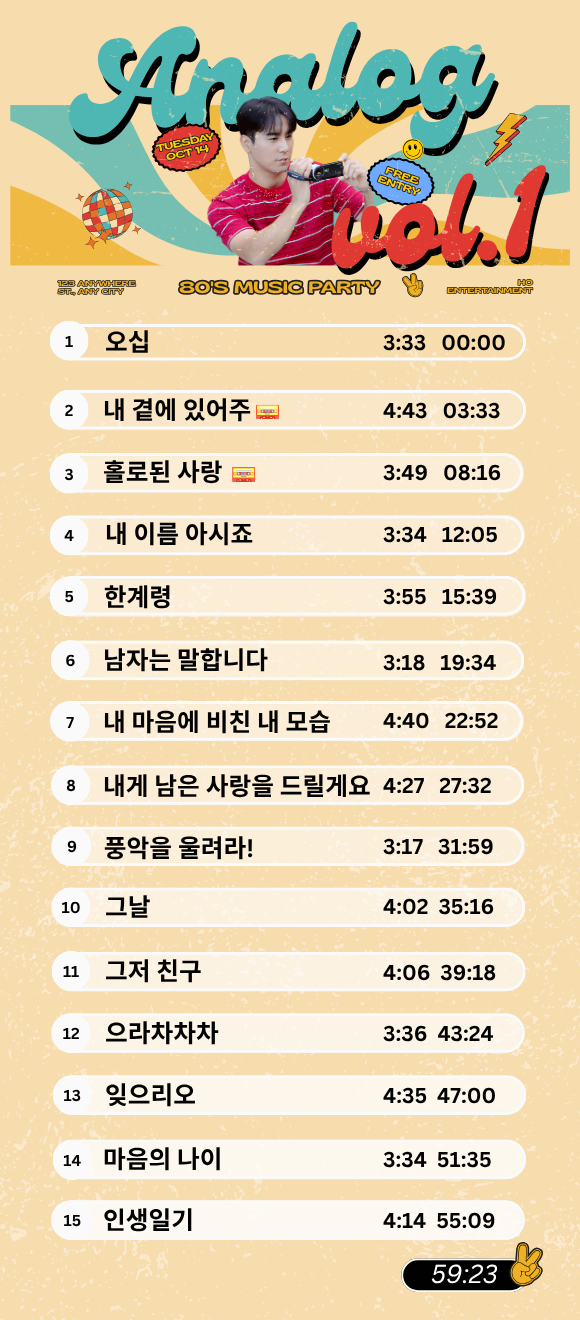 Analog
TUESDAY
OCT 14
FREE
ENTRY
vol.1
123 ANYWHERE
ST., ANY CITY
80'S MUSIC PARTY
HO
ENTERTAINMENT
1 오십 3:33 00:00
2 내 곁에 있어주 4:43 03:33
3 홀로된 사랑 3:49 08:16
4 내 이름 아시죠 3:34 12:05
5 한계령 3:55 15:39
6 남자는 말합니다 3:18 19:34
7 내 마음에 비친 내 모습 4:40 22:52
8 내게 남은 사랑을 드릴게요 4:27 27:32
9 풍악을 울려라! 3:17 31:59
10 그날 4:02 35:16
11 그저 친구 4:06 39:18
12 으라차차차 3:36 43:24
13 잊으리오 4:35 47:00
14 마음의 나이 3:34 51:35
15 인생일기 4:14 55:09
59:23